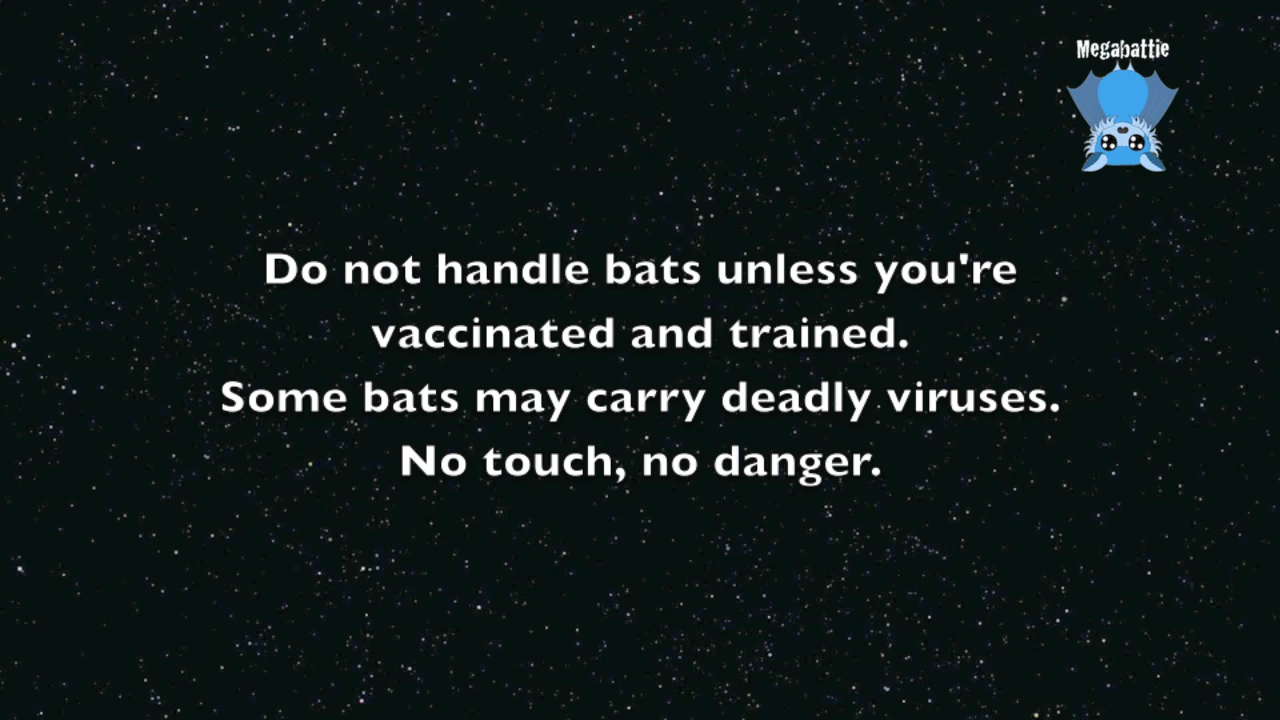 Megabattie
Do not handle bats unless you're
vaccinated and trained.
Some bats may carry deadly viruses.
No touch, no danger.